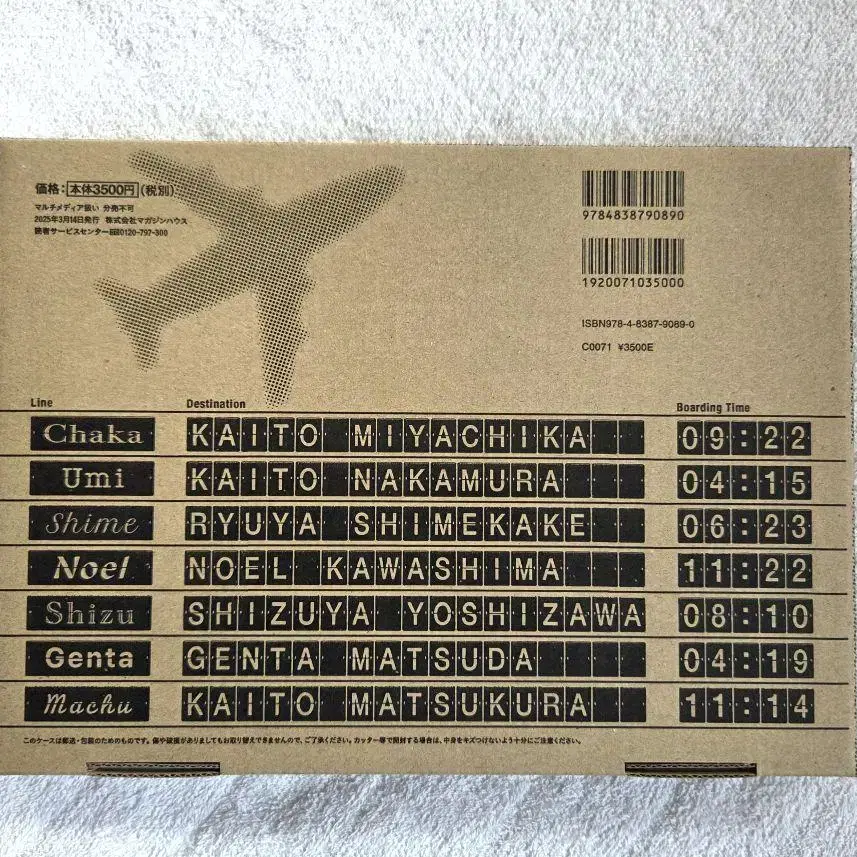 価格：本体3500円(税別)
マルチメディア扱い 分売不可
2025年3月14日発行 株式会社マガジンハウス
読者サービスセンター 0120-797-300
9784838790890
1920071035000
ISBN978-4-8387-9089-0
C0071 ¥3500E
Line Destination Boarding Time
Chaka KAITO MIYACHIKA 09:22
Umi KAITO NAKAMURA 04:15
Shime RYUYA SHIMEKAKE 06:23
Noel NOEL KAWASHIMA 11:22
Shizu SHIZUYA YOSHIZAWA 08:10
Genta GENTA MATSUDA 04:19
Machu KAITO MATSUKURA 11:14
このケースは郵送・包装のためのものです。傷や破損がありましてもお取り替えできませんので、ご了承ください。カッター等で開封する場合は、中身をキズつけないよう十分にご注意ください。